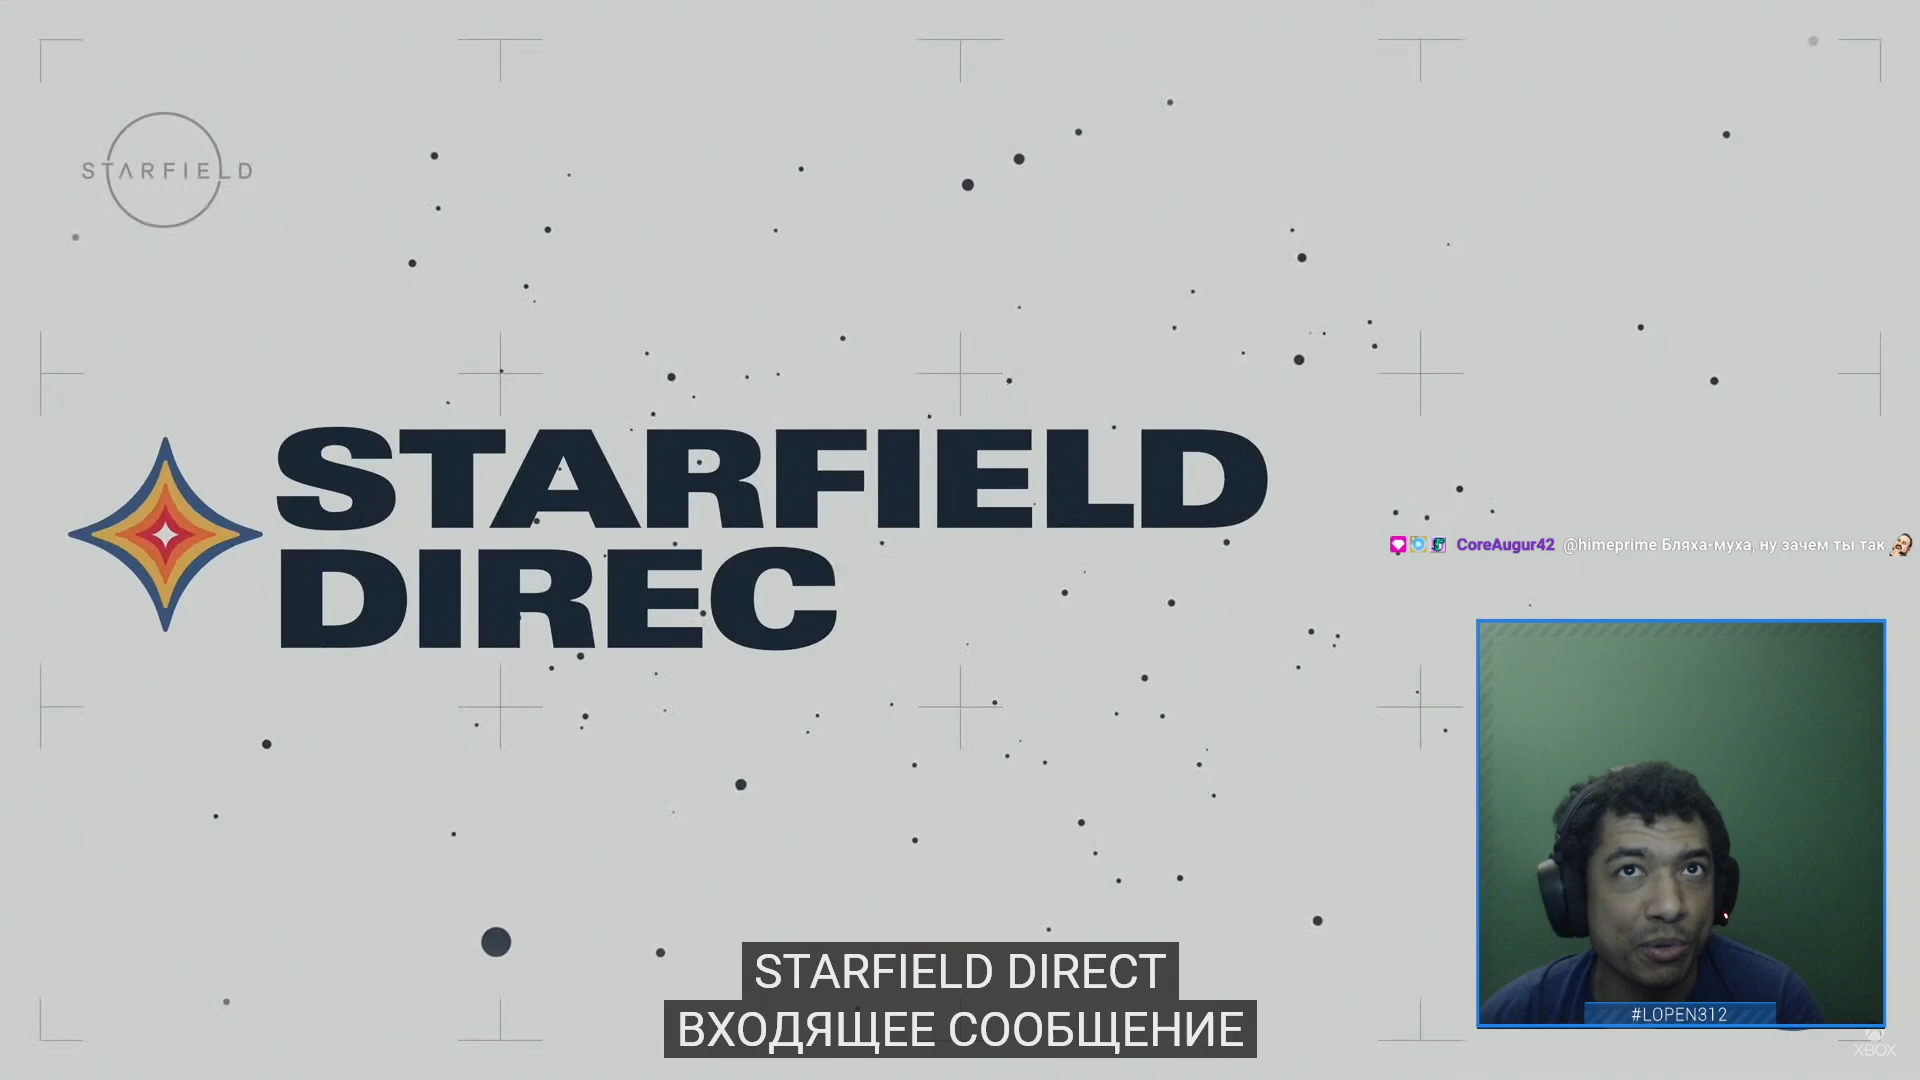 STARFIELD
STARFIELD
DIREC
CoreAugur42 @himeprime Бляха-муха, ну зачем ты так
STARFIELD DIRECT
ВХОДЯЩЕЕ СООБЩЕНИЕ
#LOPEN312
XBOX